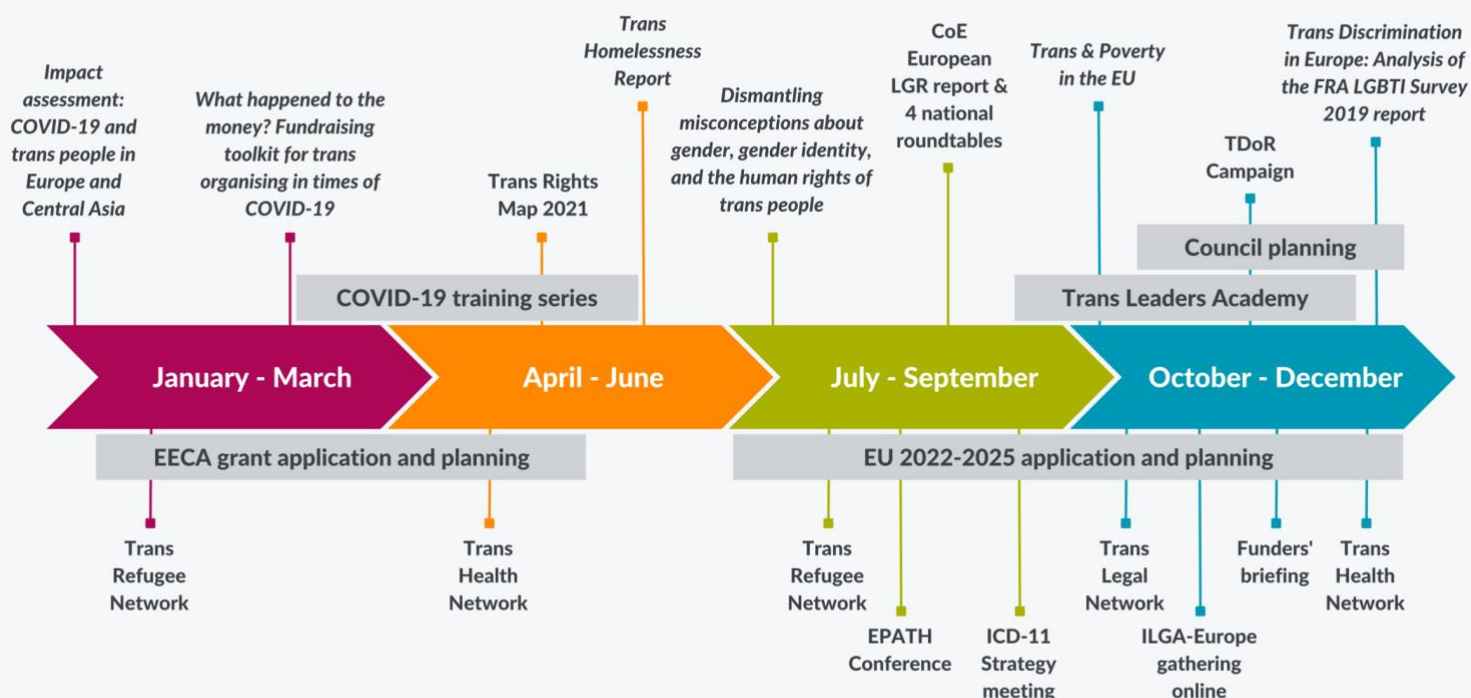 Impact
assessment:
COVID-19 and
trans people in
Europe and
Central Asia
What happened to the
money? Fundraising
toolkit for trans
organising in times of
COVID-19
Trans Rights
Map 2021
Trans
Homelessness
Report
Dismantling
misconceptions about
gender, gender identity,
and the human rights of
trans people
CoE
European
LGR report &
4 national
roundtables
Trans & Poverty
in the EU
TDoR
Campaign
Trans Discrimination
in Europe: Analysis of
the FRA LGBTI Survey
2019 report
Council planning
COVID-19 training series
Trans Leaders Academy
January - March
April - June
July - September
October - December
EECA grant application and planning
EU 2022-2025 application and planning
Trans
Refugee
Network
Trans
Health
Network
Trans
Refugee
Network
EPATH
Conference
ICD-11
Strategy
meeting
Trans
Legal
Network
ILGA-Europe
gathering
online
Funders'
briefing
Trans
Health
Network